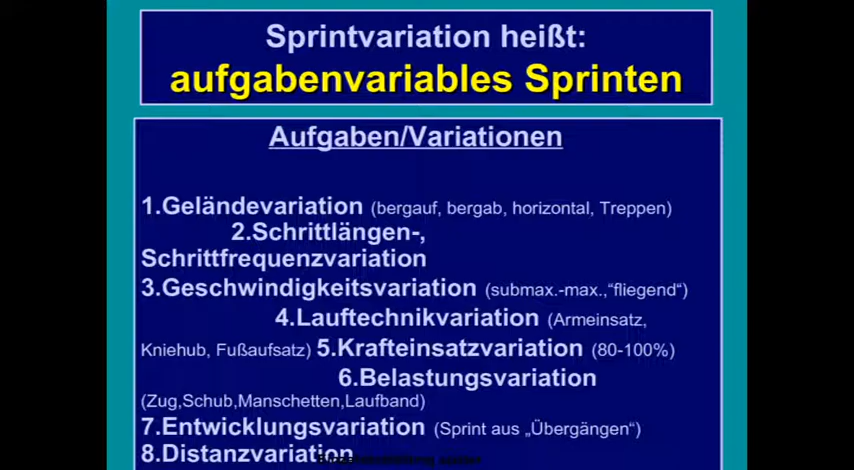 Sprintvariation heißt:
aufgabenvariables Sprinten
Aufgaben/Variationen
1.Geländevariation (bergauf, bergab, horizontal, Treppen)
2.Schrittlängen-,
Schrittfrequenzvariation
3.Geschwindigkeitsvariation (submax.-max.,“fliegend“)
4.Lauftechnikvariation (Armeinsatz,
Kniehub, Fußaufsatz) 5.Krafteinsatzvariation (80-100%)
6.Belastungsvariation
(Zug,Schub,Manschetten,Laufband)
7.Entwicklungsvariation (Sprint aus „Übergängen“)
8.Distanzvariation